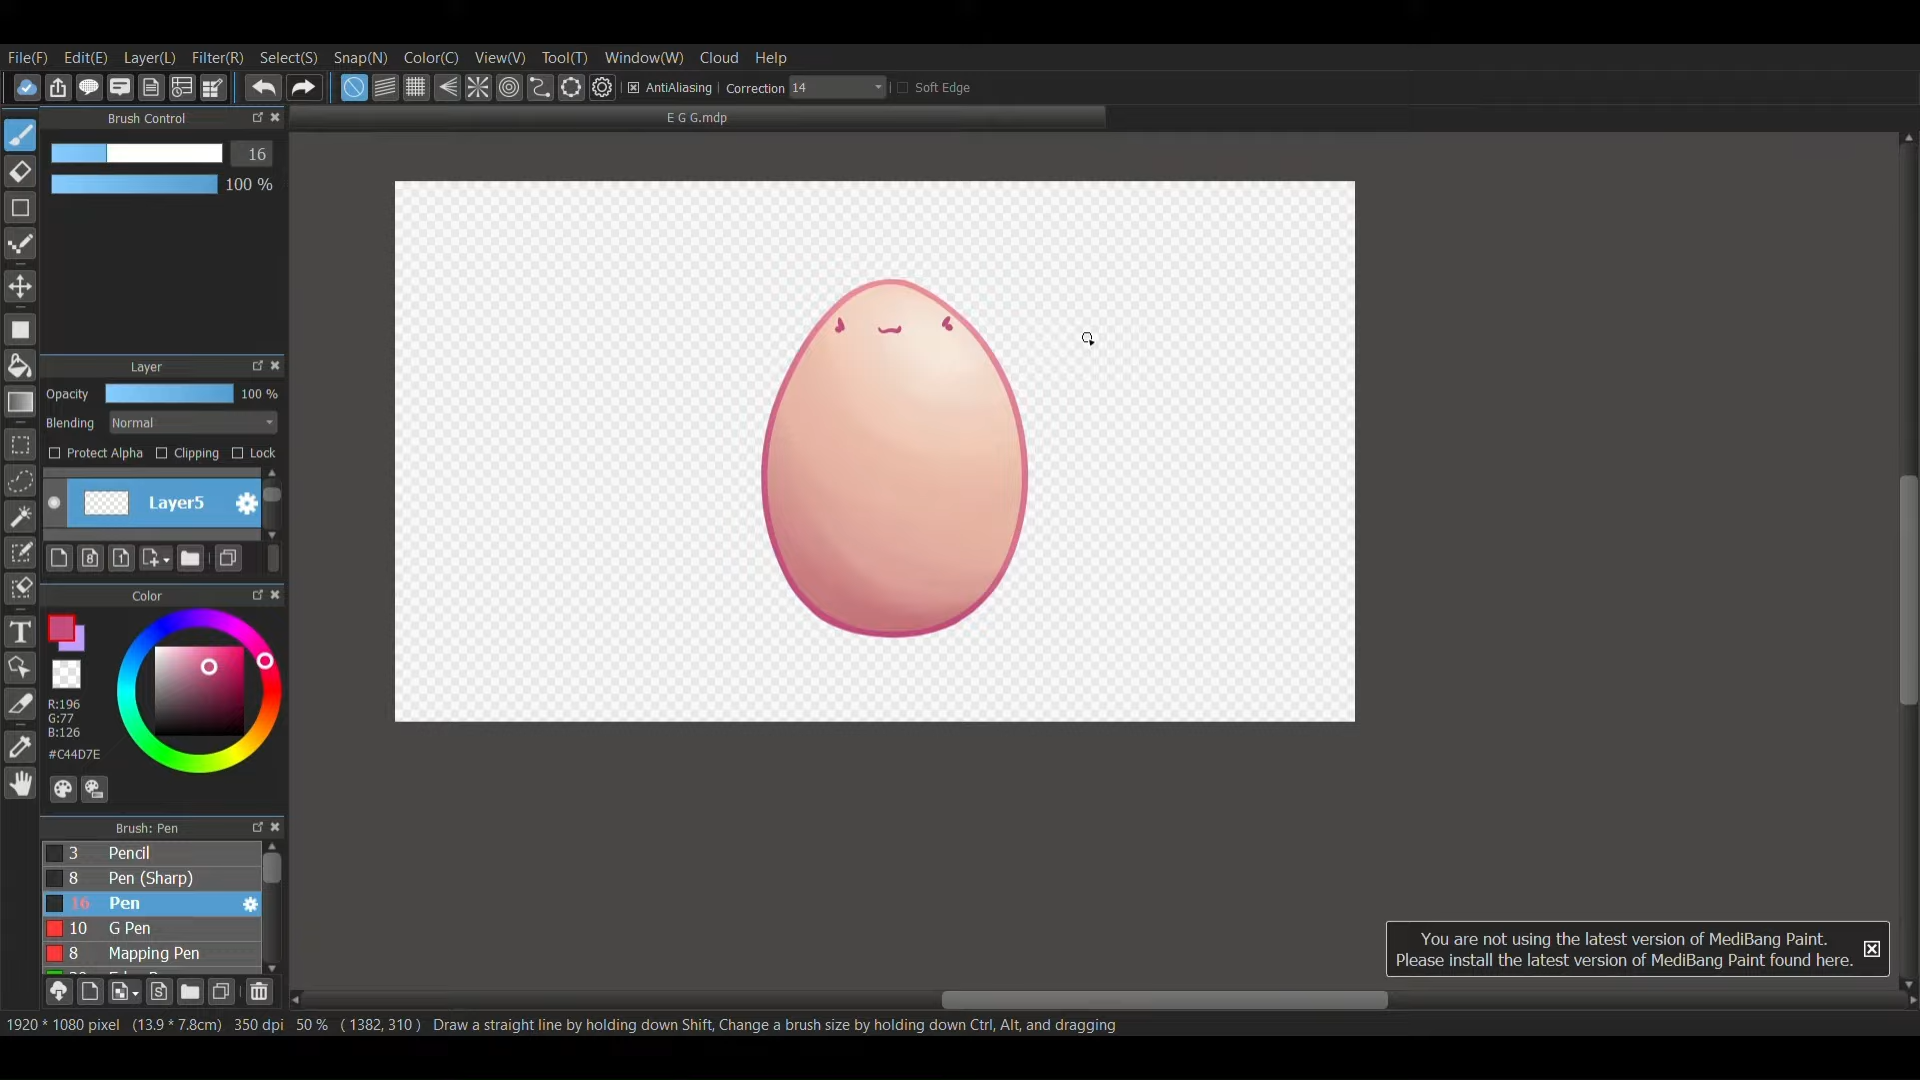 File(F) Edit(E) Layer(L) Filter(R) Select(S) Snap(N) Color(C) View(V) Tool(T) Window(W) Cloud Help
AntiAliasing Correction 14 Soft Edge
Brush Control
E G G.mdp
16
100 %
Layer
Opacity 100 %
Blending Normal
Protect Alpha Clipping Lock
Layer5
8 1
Color
R:196
G:77
B:126
#C44D7E
T
Brush: Pen
3 Pencil
8 Pen (Sharp)
16 Pen
10 G Pen
8 Mapping Pen
S
You are not using the latest version of MediBang Paint.
Please install the latest version of MediBang Paint found here.
1920 * 1080 pixel (13.9 * 7.8cm) 350 dpi 50 % ( 1382, 310 ) Draw a straight line by holding down Shift, Change a brush size by holding down Ctrl, Alt, and dragging